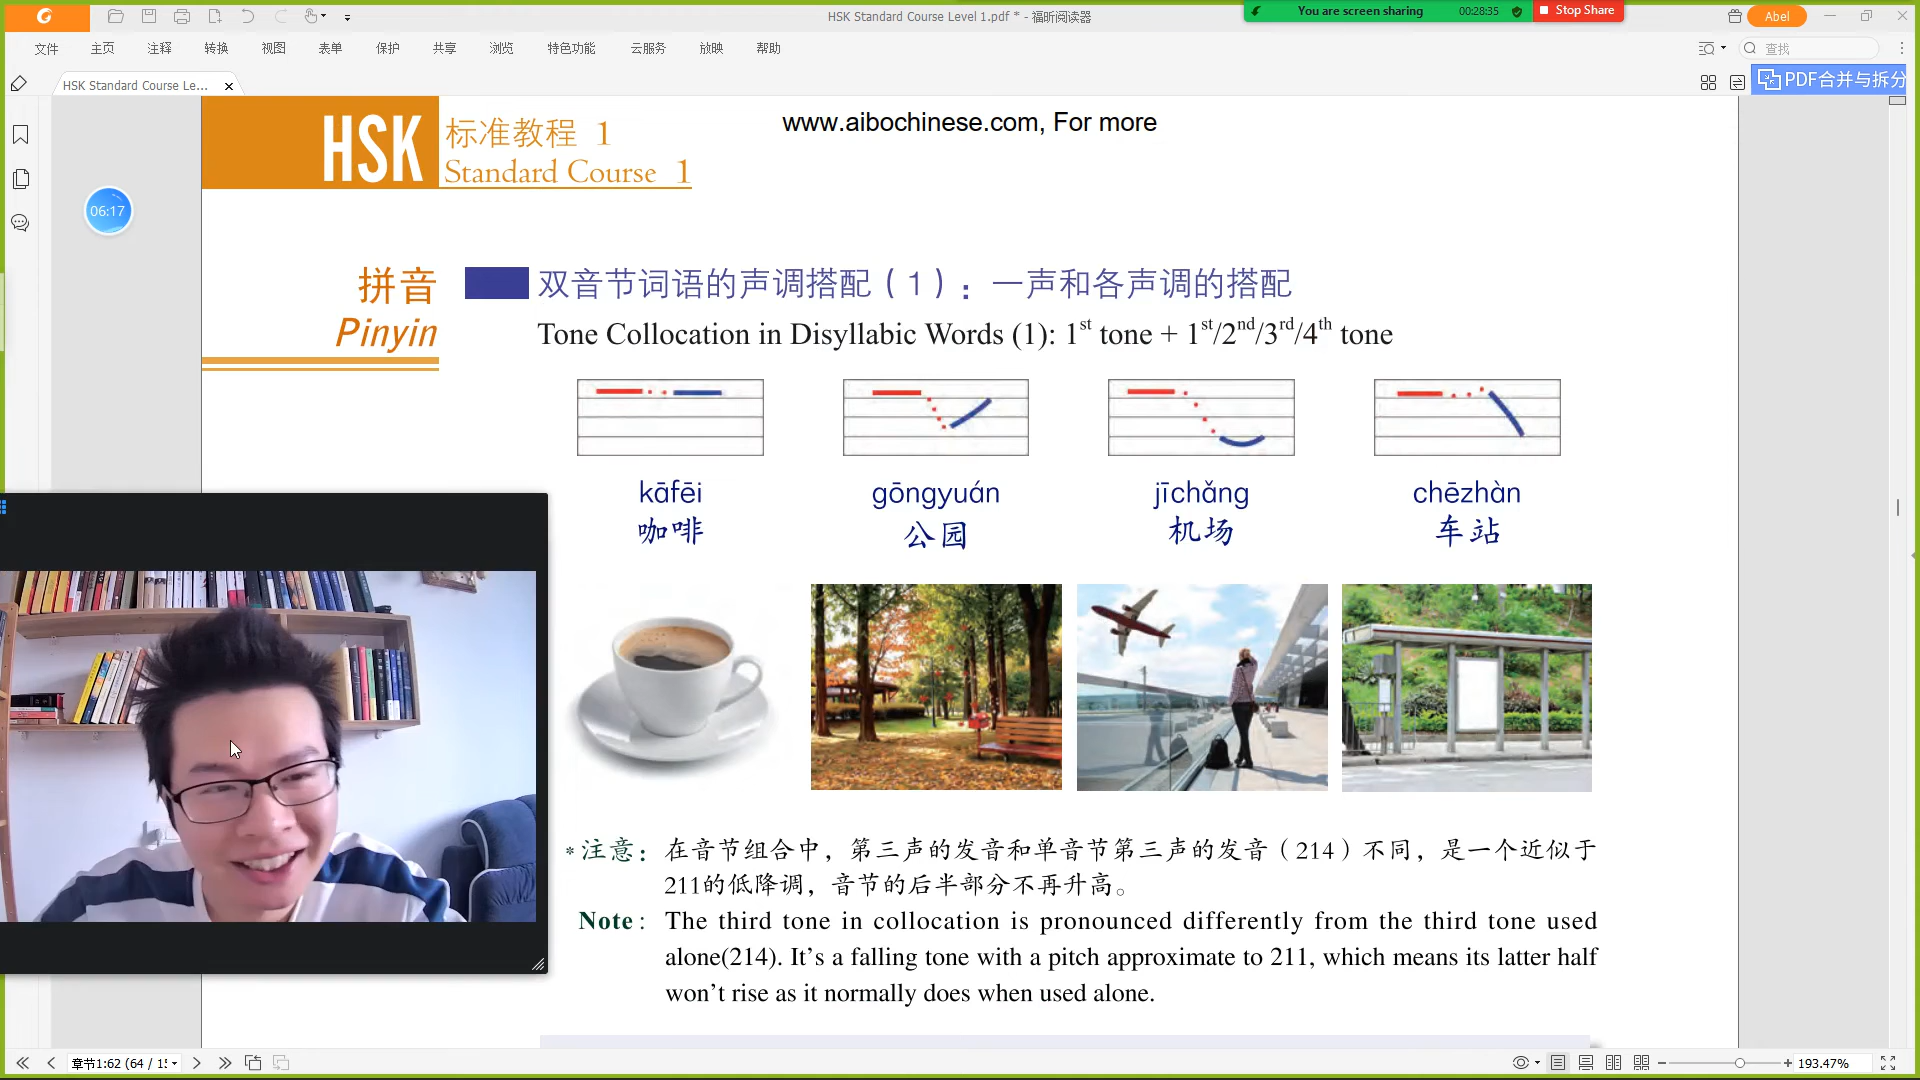 HSK Standard Course Level 1.pdf * - 福昕阅读器
You are screen sharing
00:28:35
Stop Share
Abel
文件 主页 注释 转换 视图 表单 保护 共享 浏览 特色功能 云服务 放映 帮助
查找
HSK Standard Course Le...
PDF合并与拆分
HSK 标准教程 1
Standard Course 1
www.aibochinese.com, For more
06:17
拼音
Pinyin
双音节词语的声调搭配（1）：一声和各声调的搭配
Tone Collocation in Disyllabic Words (1): 1st tone + 1st/2nd/3rd/4th tone
kāfēi gōngyuán jīchǎng chēzhàn
咖啡 公园 机场 车站
*注意：在音节组合中，第三声的发音和单音节第三声的发音（214）不同，是一个近似于
211的低降调，音节的后半部分不再升高。
Note: The third tone in collocation is pronounced differently from the third tone used
alone(214). It's a falling tone with a pitch approximate to 211, which means its latter half
won't rise as it normally does when used alone.
章节1:62 (64 / 15
193.47%